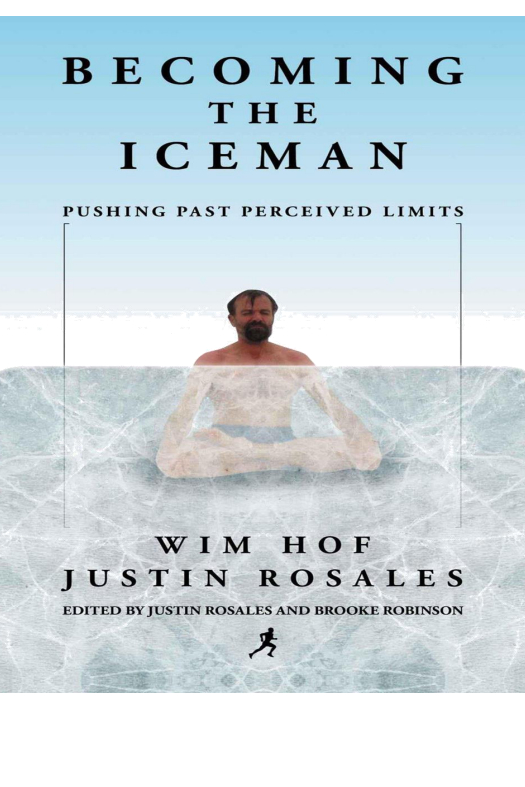 BECOMING
THE
ICEMAN
PUSHING PAST PERCEIVED LIMITS
WIM HOF
JUSTIN ROSALES
EDITED BY JUSTIN ROSALES AND BROOKE ROBINSON